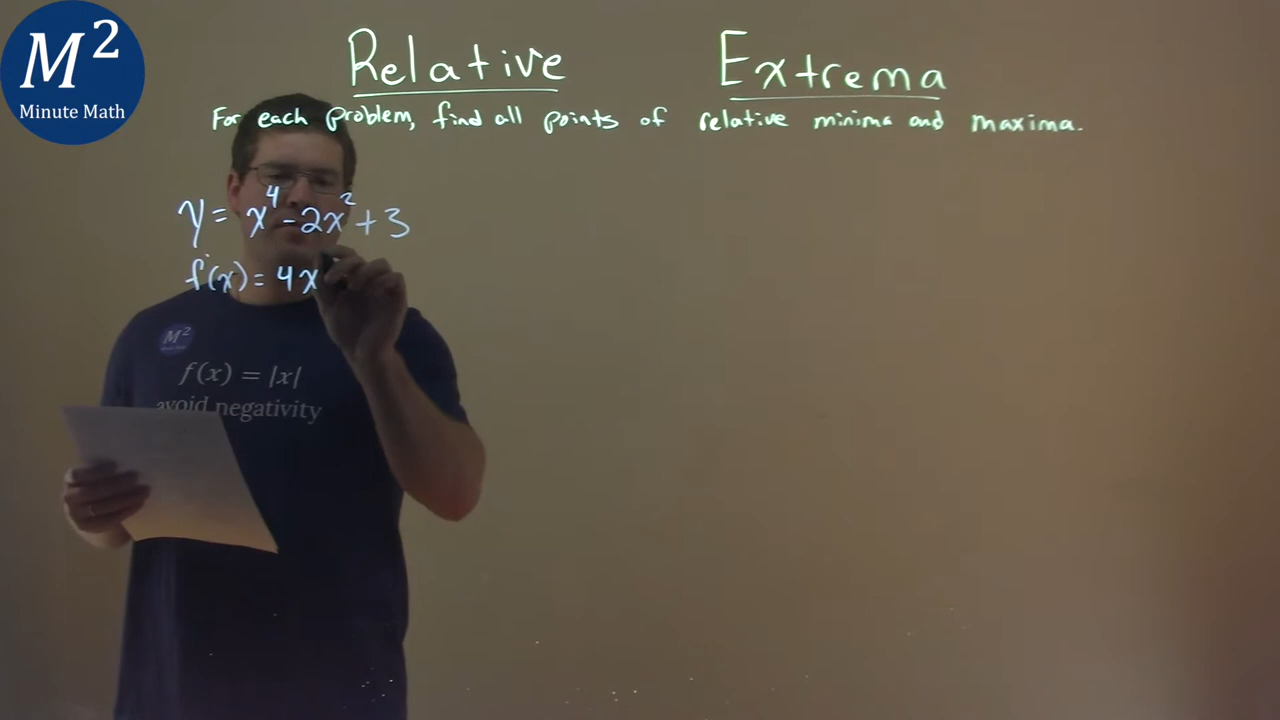 M²
Minute Math
Relative Extrema
For each problem, find all points of relative minima and maxima.
y = x⁴ - 2x² + 3
f'(x) = 4x
M²
f(x) = |x|
avoid negativity